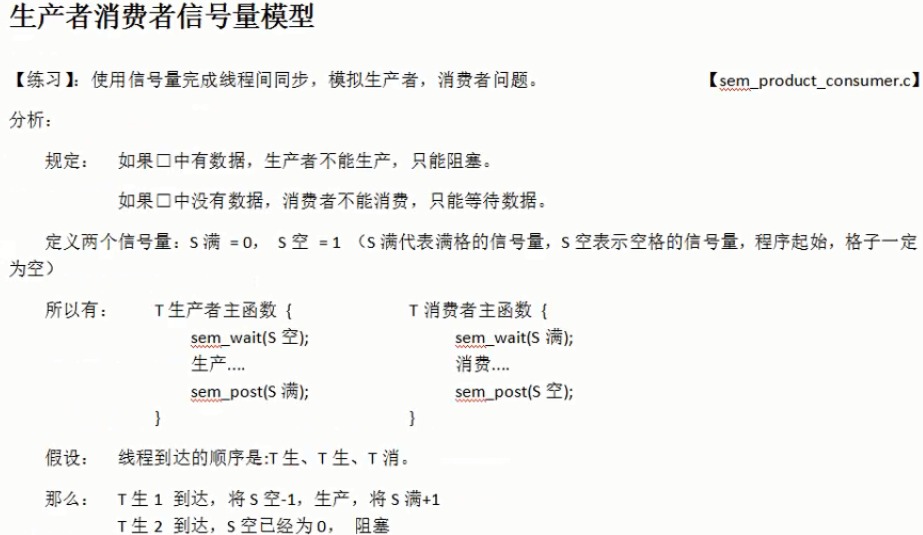 生产者消费者信号量模型
【练习】：使用信号量完成线程间同步，模拟生产者，消费者问题。 【sem_product_consumer.c】
分析：
规定： 如果□中有数据，生产者不能生产，只能阻塞。
如果□中没有数据，消费者不能消费，只能等待数据。
定义两个信号量：S 满 = 0， S 空 = 1 （S 满代表满格的信号量，S 空表示空格的信号量，程序起始，格子一定
为空）
所以有： T 生产者主函数 { T 消费者主函数 {
sem_wait(S 空); sem_wait(S 满);
生产.... 消费....
sem_post(S 满); sem_post(S 空);
} }
假设： 线程到达的顺序是:T 生、T 生、T 消。
那么： T 生 1 到达，将 S 空-1，生产，将 S 满+1
T 生 2 到达，S 空已经为 0， 阻塞